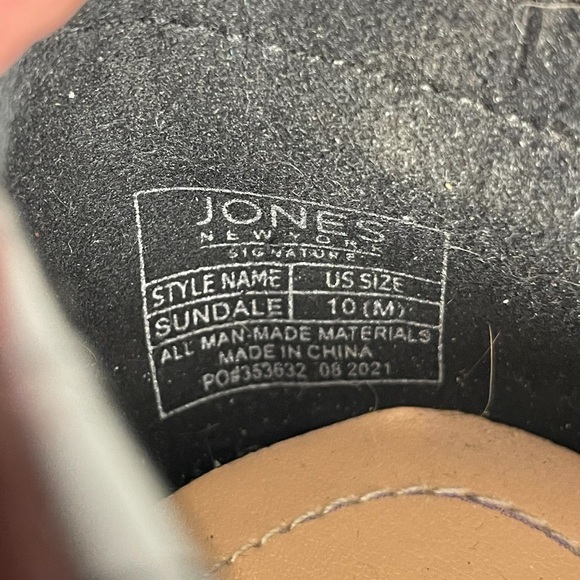 JONES
NEW YORK
SIGNATURE
STYLE NAME US SIZE
SUNDALE 10 (M)
ALL MAN-MADE MATERIALS
MADE IN CHINA
PO#353632 08 2021